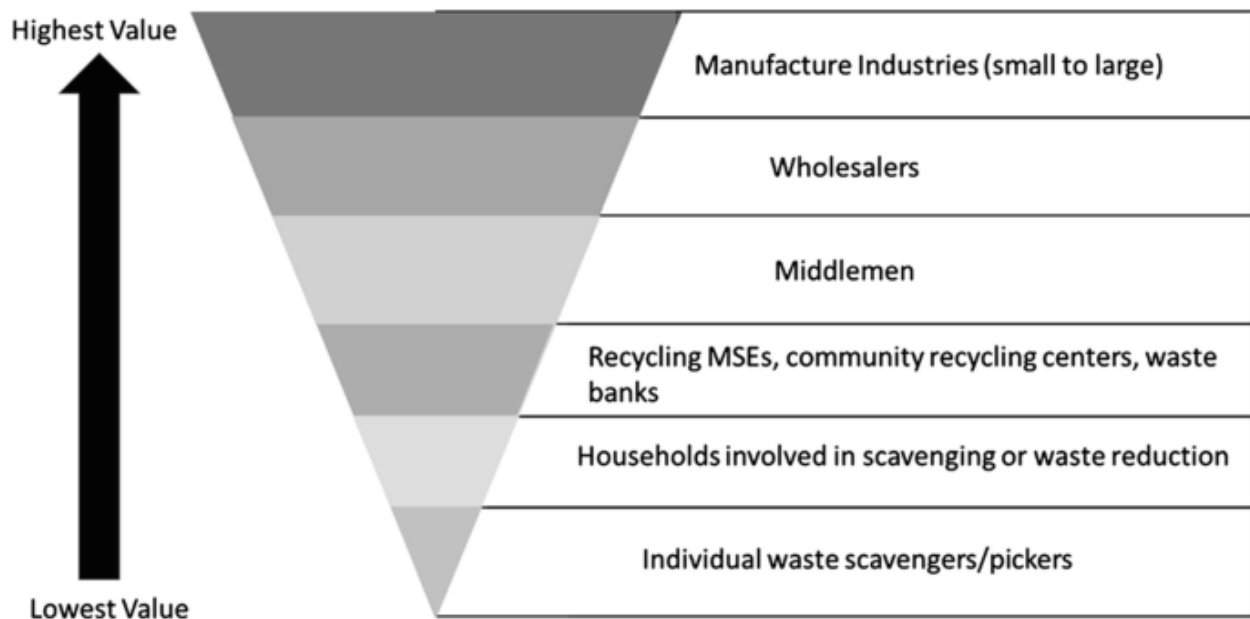 Highest Value
Manufacture Industries (small to large)
Wholesalers
Middlemen
Recycling MSEs, community recycling centers, waste
banks
Households involved in scavenging or waste reduction
Individual waste scavengers/pickers
Lowest Value